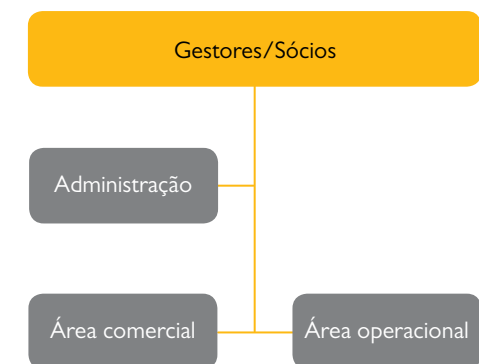 Gestores/Sócios
Administração
Área comercial
Área operacional